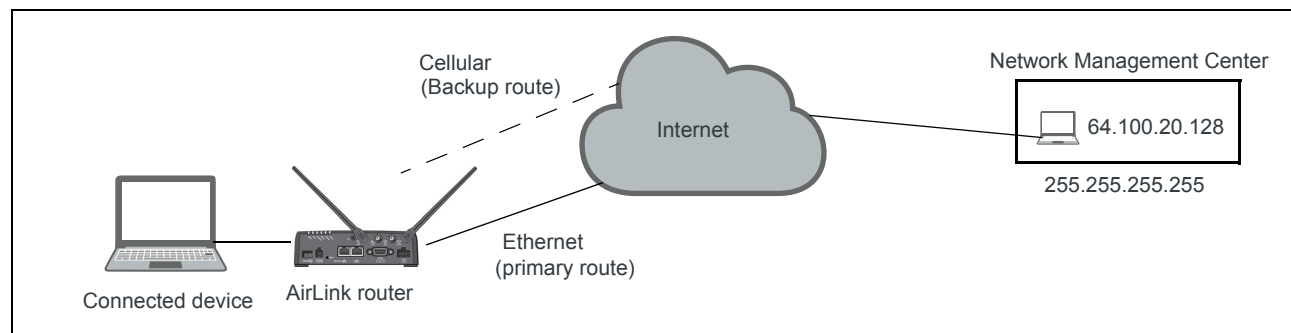 Cellular
(Backup route)
Network Management Center
Internet
64.100.20.128
255.255.255.255
Ethernet
(primary route)
Connected device
AirLink router